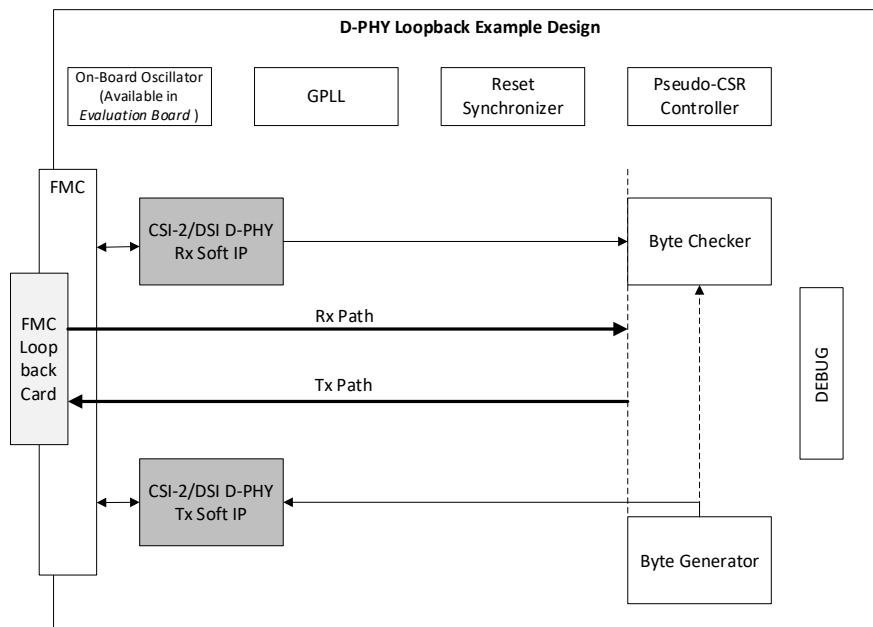 D-PHY Loopback Example Design
On-Board Oscillator
(Available in
Evaluation Board )
GPLL
Reset
Synchronizer
Pseudo-CSR
Controller
FMC
CSI-2/DSI D-PHY
Rx Soft IP
Byte Checker
FMC
Loop
back
Card
Rx Path
Tx Path
DEBUG
CSI-2/DSI D-PHY
Tx Soft IP
Byte Generator